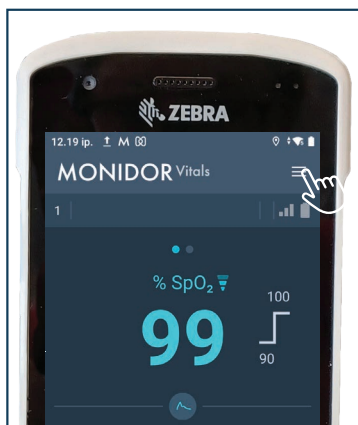 ZEBRA
12.19 ip. M
MONIDOR Vitals
1
% SpO₂
100
99
90